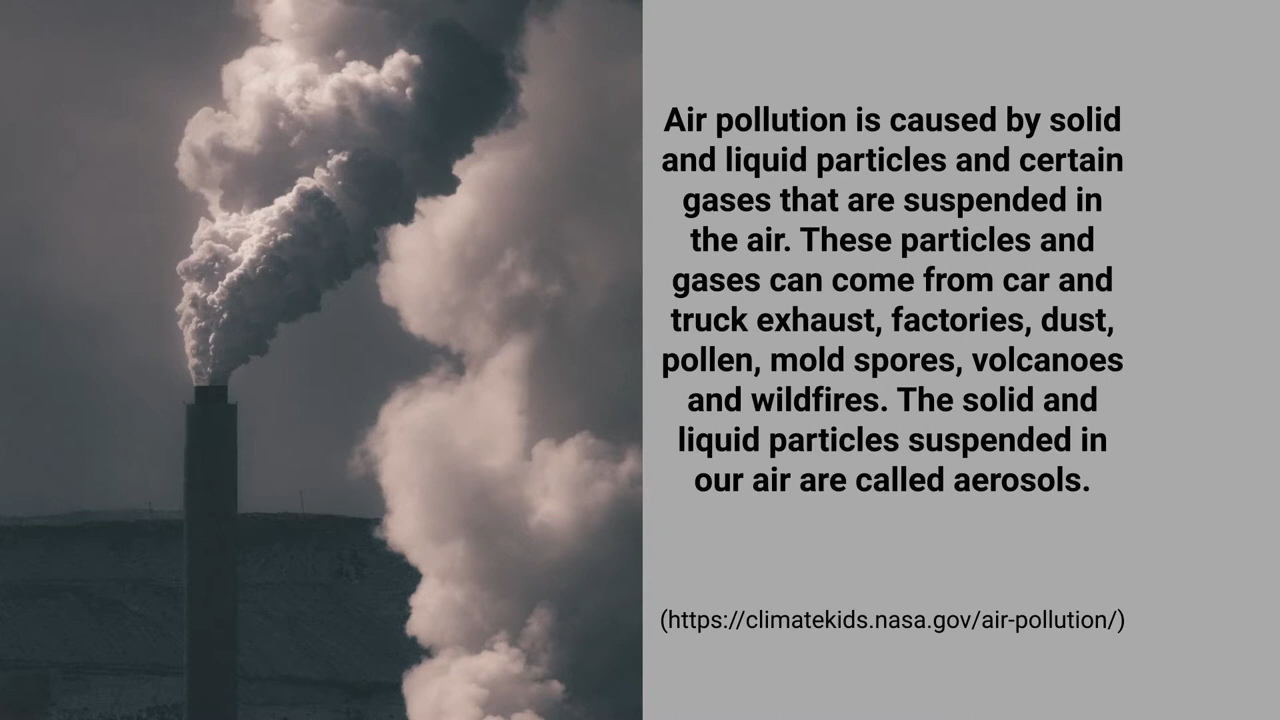 Air pollution is caused by solid
and liquid particles and certain
gases that are suspended in
the air. These particles and
gases can come from car and
truck exhaust, factories, dust,
pollen, mold spores, volcanoes
and wildfires. The solid and
liquid particles suspended in
our air are called aerosols.
(https://climatekids.nasa.gov/air-pollution/)